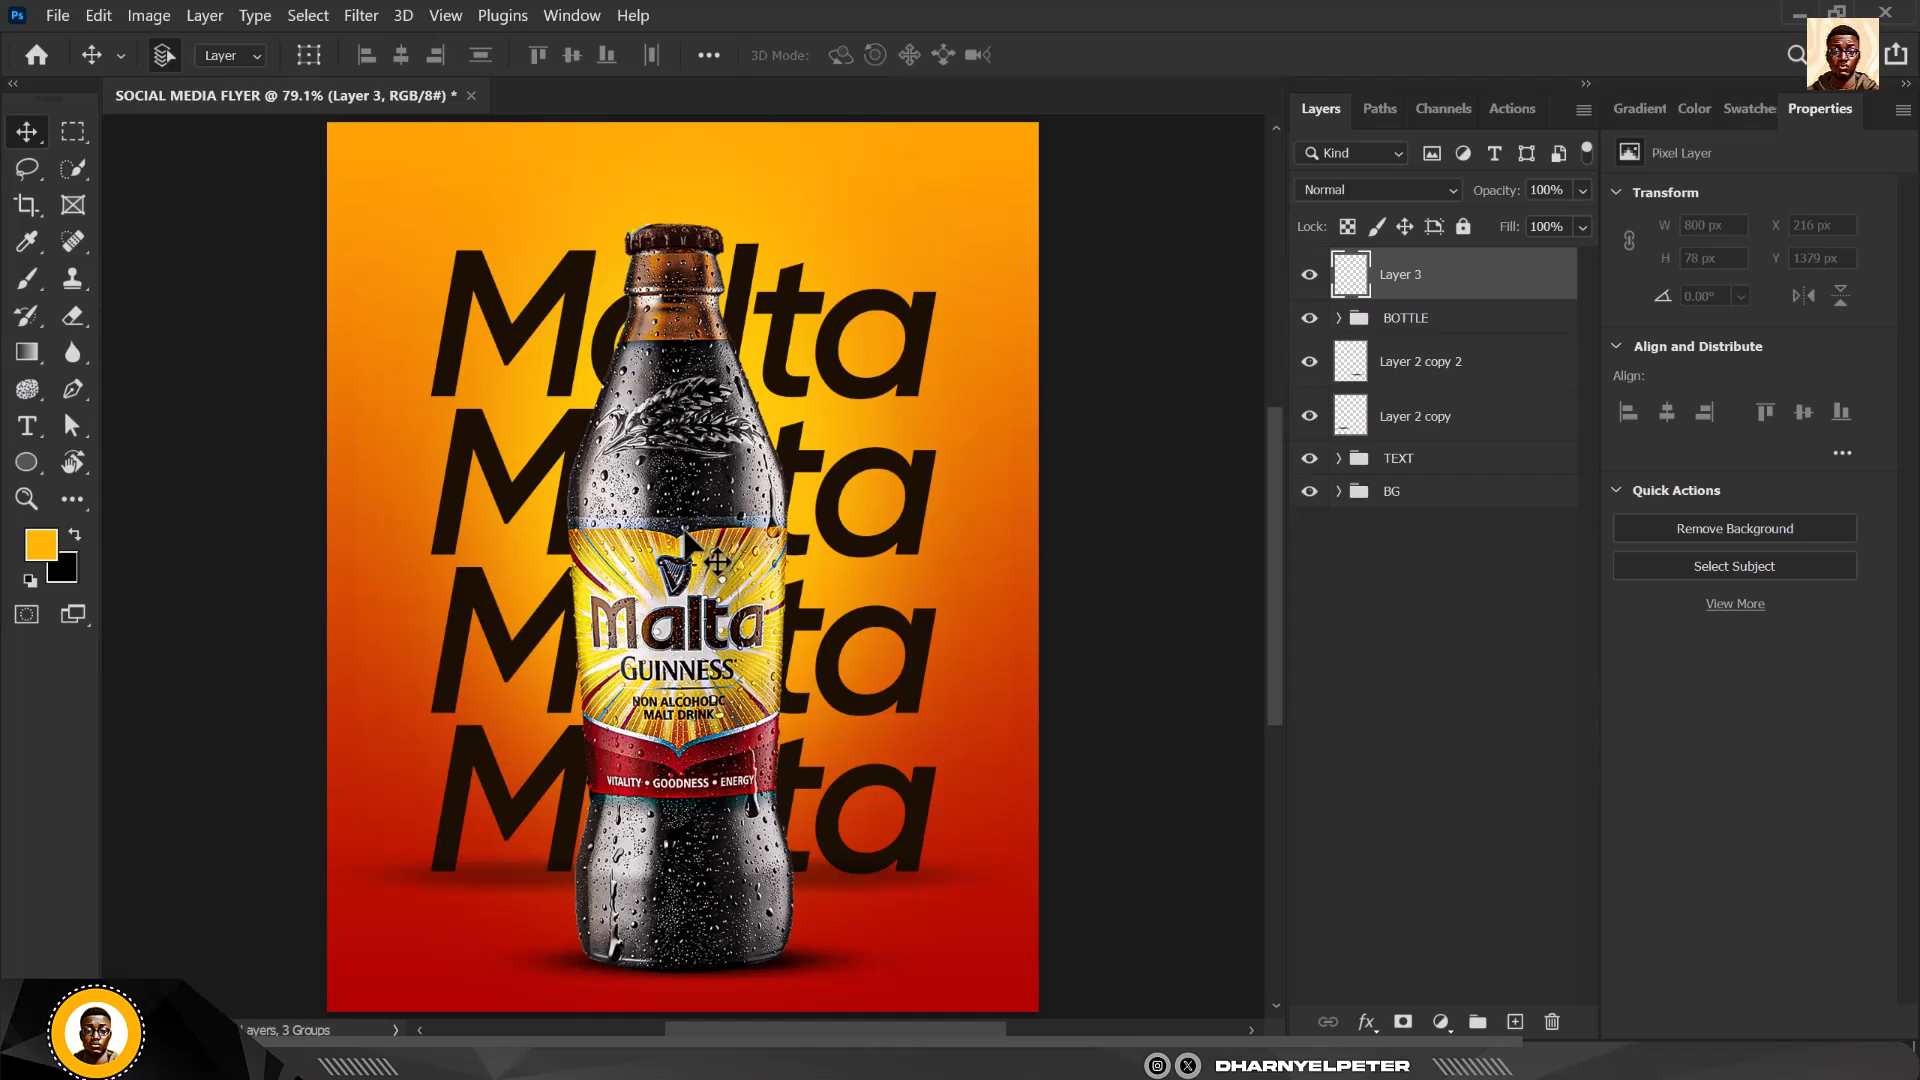 Ps File Edit Image Layer Type Select Filter 3D View Plugins Window Help
Layer 3D Mode:
SOCIAL MEDIA FLYER @ 79.1% (Layer 3, RGB/8#) *
Layers Paths Channels Actions
Kind
Normal Opacity: 100%
Lock: Fill: 100%
Layer 3
BOTTLE
Layer 2 copy 2
Layer 2 copy
TEXT
BG
Gradient Color Swatche Properties
Pixel Layer
Transform
W 800 px X 216 px
H 78 px Y 1379 px
0.00°
Align and Distribute
Align:
Quick Actions
Remove Background
Select Subject
View More
Malta
M ta
M ta
M ta
Malta
GUINNESS
NON ALCOHOLIC
MALT DRINK
VITALITY • GOODNESS • ENERGY
ayers, 3 Groups
fx
DHARNYELPETER